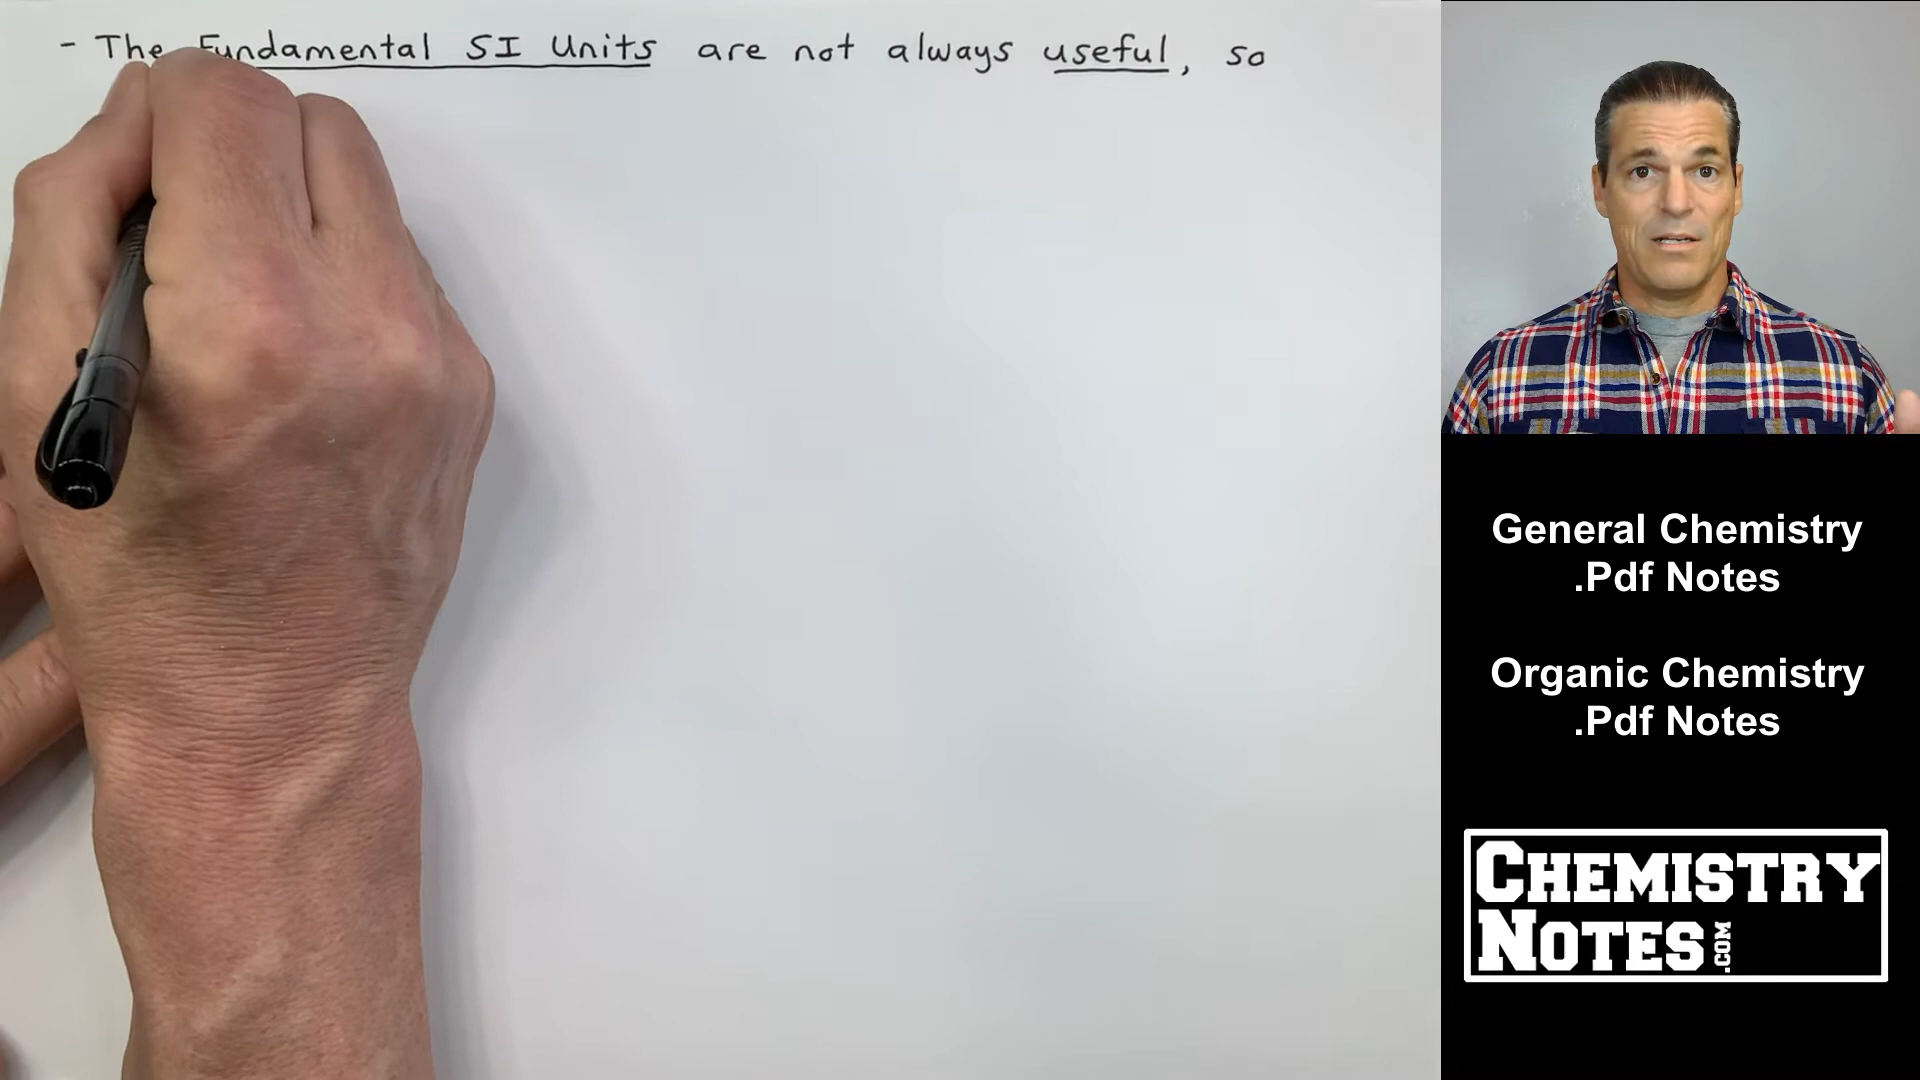 - The Fundamental SI Units are not always useful, so
General Chemistry
.Pdf Notes
Organic Chemistry
.Pdf Notes
CHEMISTRY
NOTES.COM